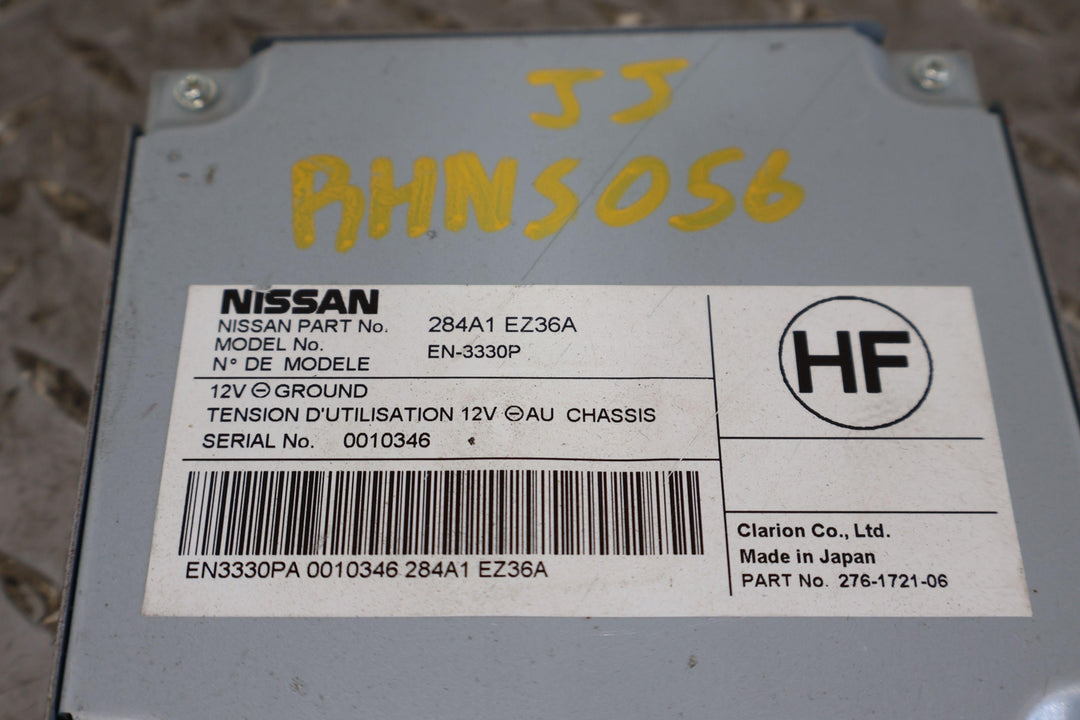 JJ
RHNS056
NISSAN
NISSAN PART No. 284A1 EZ36A
MODEL No. EN-3330P
N° DE MODELE
12V ⊖ GROUND
TENSION D'UTILISATION 12V ⊖ AU CHASSIS
SERIAL No. 0010346
EN3330PA 0010346 284A1 EZ36A
HF
Clarion Co., Ltd.
Made in Japan
PART No. 276-1721-06